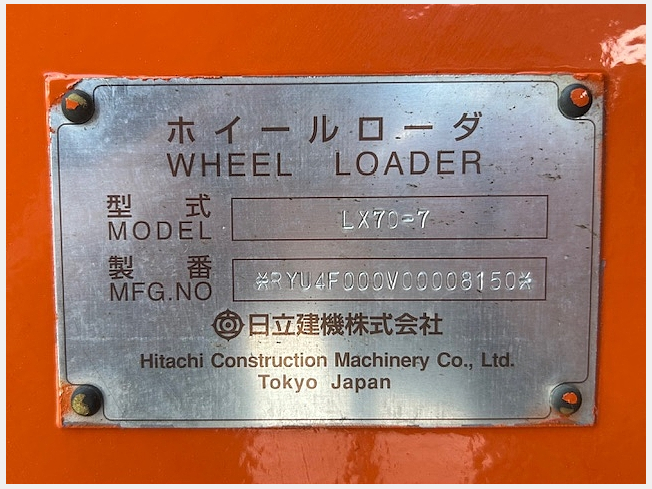 ホイールローダ
WHEEL LOADER
型式 LX70-7
MODEL
製番 *RYU4F000V00008150*
MFG.NO
日立建機株式会社
Hitachi Construction Machinery Co., Ltd.
Tokyo Japan